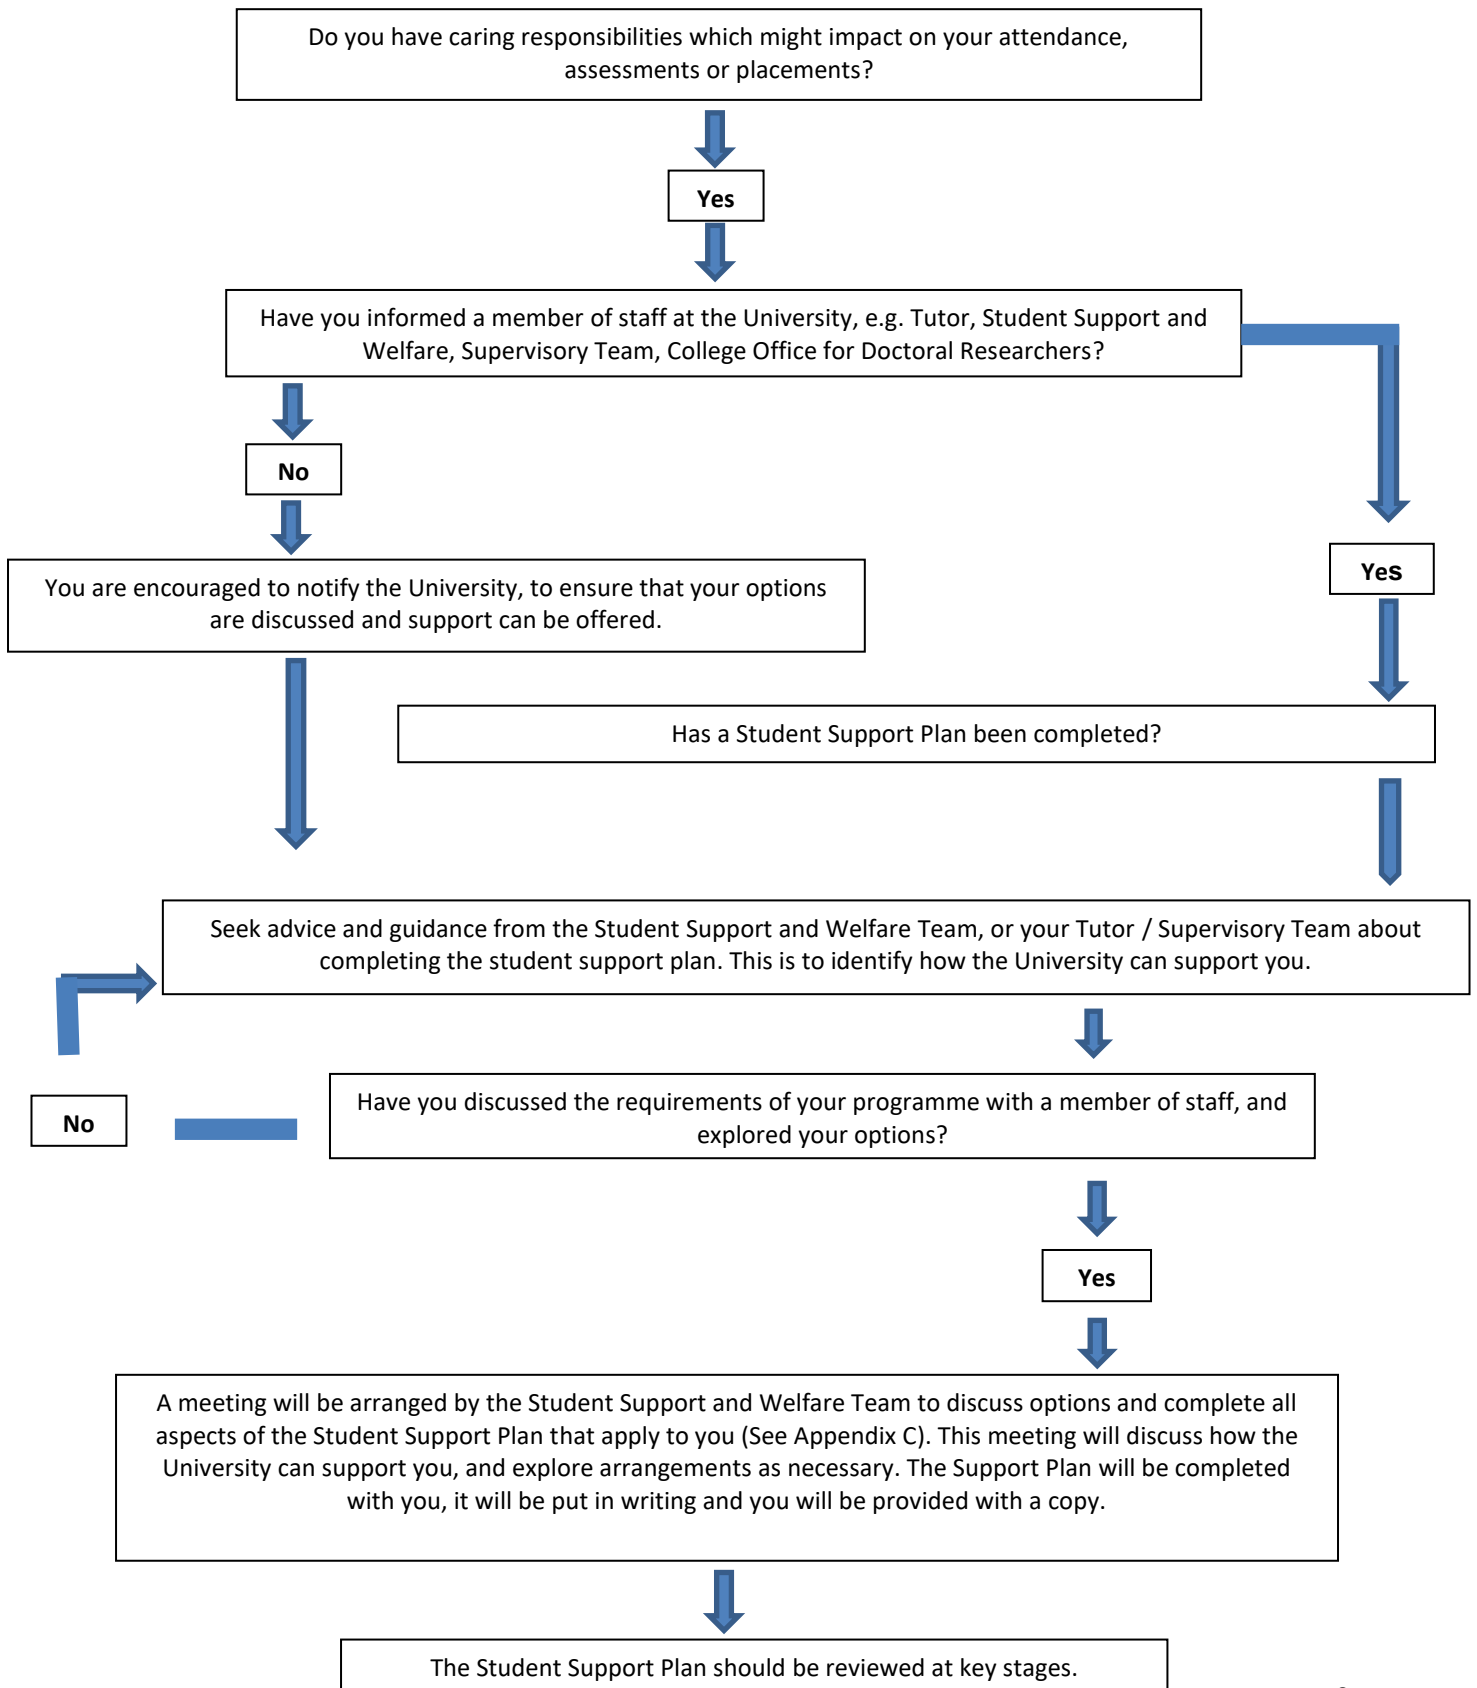 Do you have caring responsibilities which might impact on your attendance,
assessments or placements?
Yes
Have you informed a member of staff at the University, e.g. Tutor, Student Support and
Welfare, Supervisory Team, College Office for Doctoral Researchers?
No
Yes
You are encouraged to notify the University, to ensure that your options
are discussed and support can be offered.
Has a Student Support Plan been completed?
Seek advice and guidance from the Student Support and Welfare Team, or your Tutor / Supervisory Team about
completing the student support plan. This is to identify how the University can support you.
No
Have you discussed the requirements of your programme with a member of staff, and
explored your options?
Yes
A meeting will be arranged by the Student Support and Welfare Team to discuss options and complete all
aspects of the Student Support Plan that apply to you (See Appendix C). This meeting will discuss how the
University can support you, and explore arrangements as necessary. The Support Plan will be completed
with you, it will be put in writing and you will be provided with a copy.
The Student Support Plan should be reviewed at key stages.